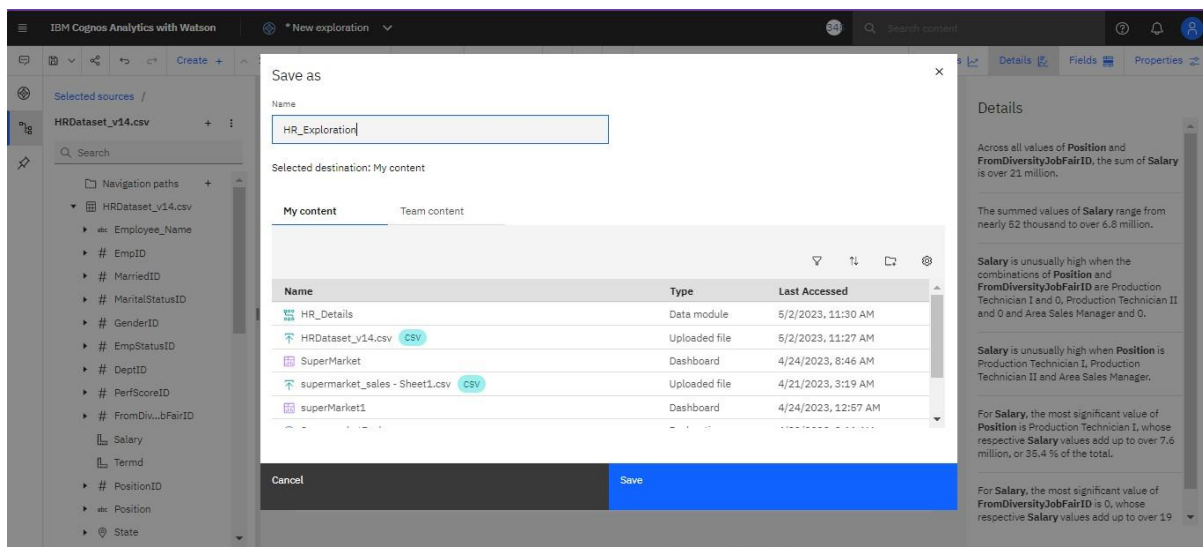 IBM Cognos Analytics with Watson
* New exploration
Search content
Create +
Details
Fields
Properties
Selected sources /
HRDataset_v14.csv
Search
Navigation paths
HRDataset_v14.csv
abc Employee_Name
# EmpID
# MarriedID
# MaritalStatusID
# GenderID
# EmpStatusID
# DeptID
# PerfScoreID
# FromDiv...bFairID
Salary
Termd
# PositionID
abc Position
State
Save as
Name
HR_Exploration
Selected destination: My content
My content Team content
Name Type Last Accessed
HR_Details Data module 5/2/2023, 11:30 AM
HRDataset_v14.csv CSV Uploaded file 5/2/2023, 11:27 AM
SuperMarket Dashboard 4/24/2023, 8:46 AM
supermarket_sales - Sheet1.csv CSV Uploaded file 4/21/2023, 3:19 AM
superMarket1 Dashboard 4/24/2023, 12:57 AM
Cancel Save
Details
Across all values of Position and
FromDiversityJobFairID, the sum of Salary
is over 21 million.
The summed values of Salary range from
nearly 52 thousand to over 6.8 million.
Salary is unusually high when the
combinations of Position and
FromDiversityJobFairID are Production
Technician I and 0, Production Technician II
and 0 and Area Sales Manager and 0.
Salary is unusually high when Position is
Production Technician I, Production
Technician II and Area Sales Manager.
For Salary, the most significant value of
Position is Production Technician I, whose
respective Salary values add up to over 7.6
million, or 35.4 % of the total.
For Salary, the most significant value of
FromDiversityJobFairID is 0, whose
respective Salary values add up to over 19